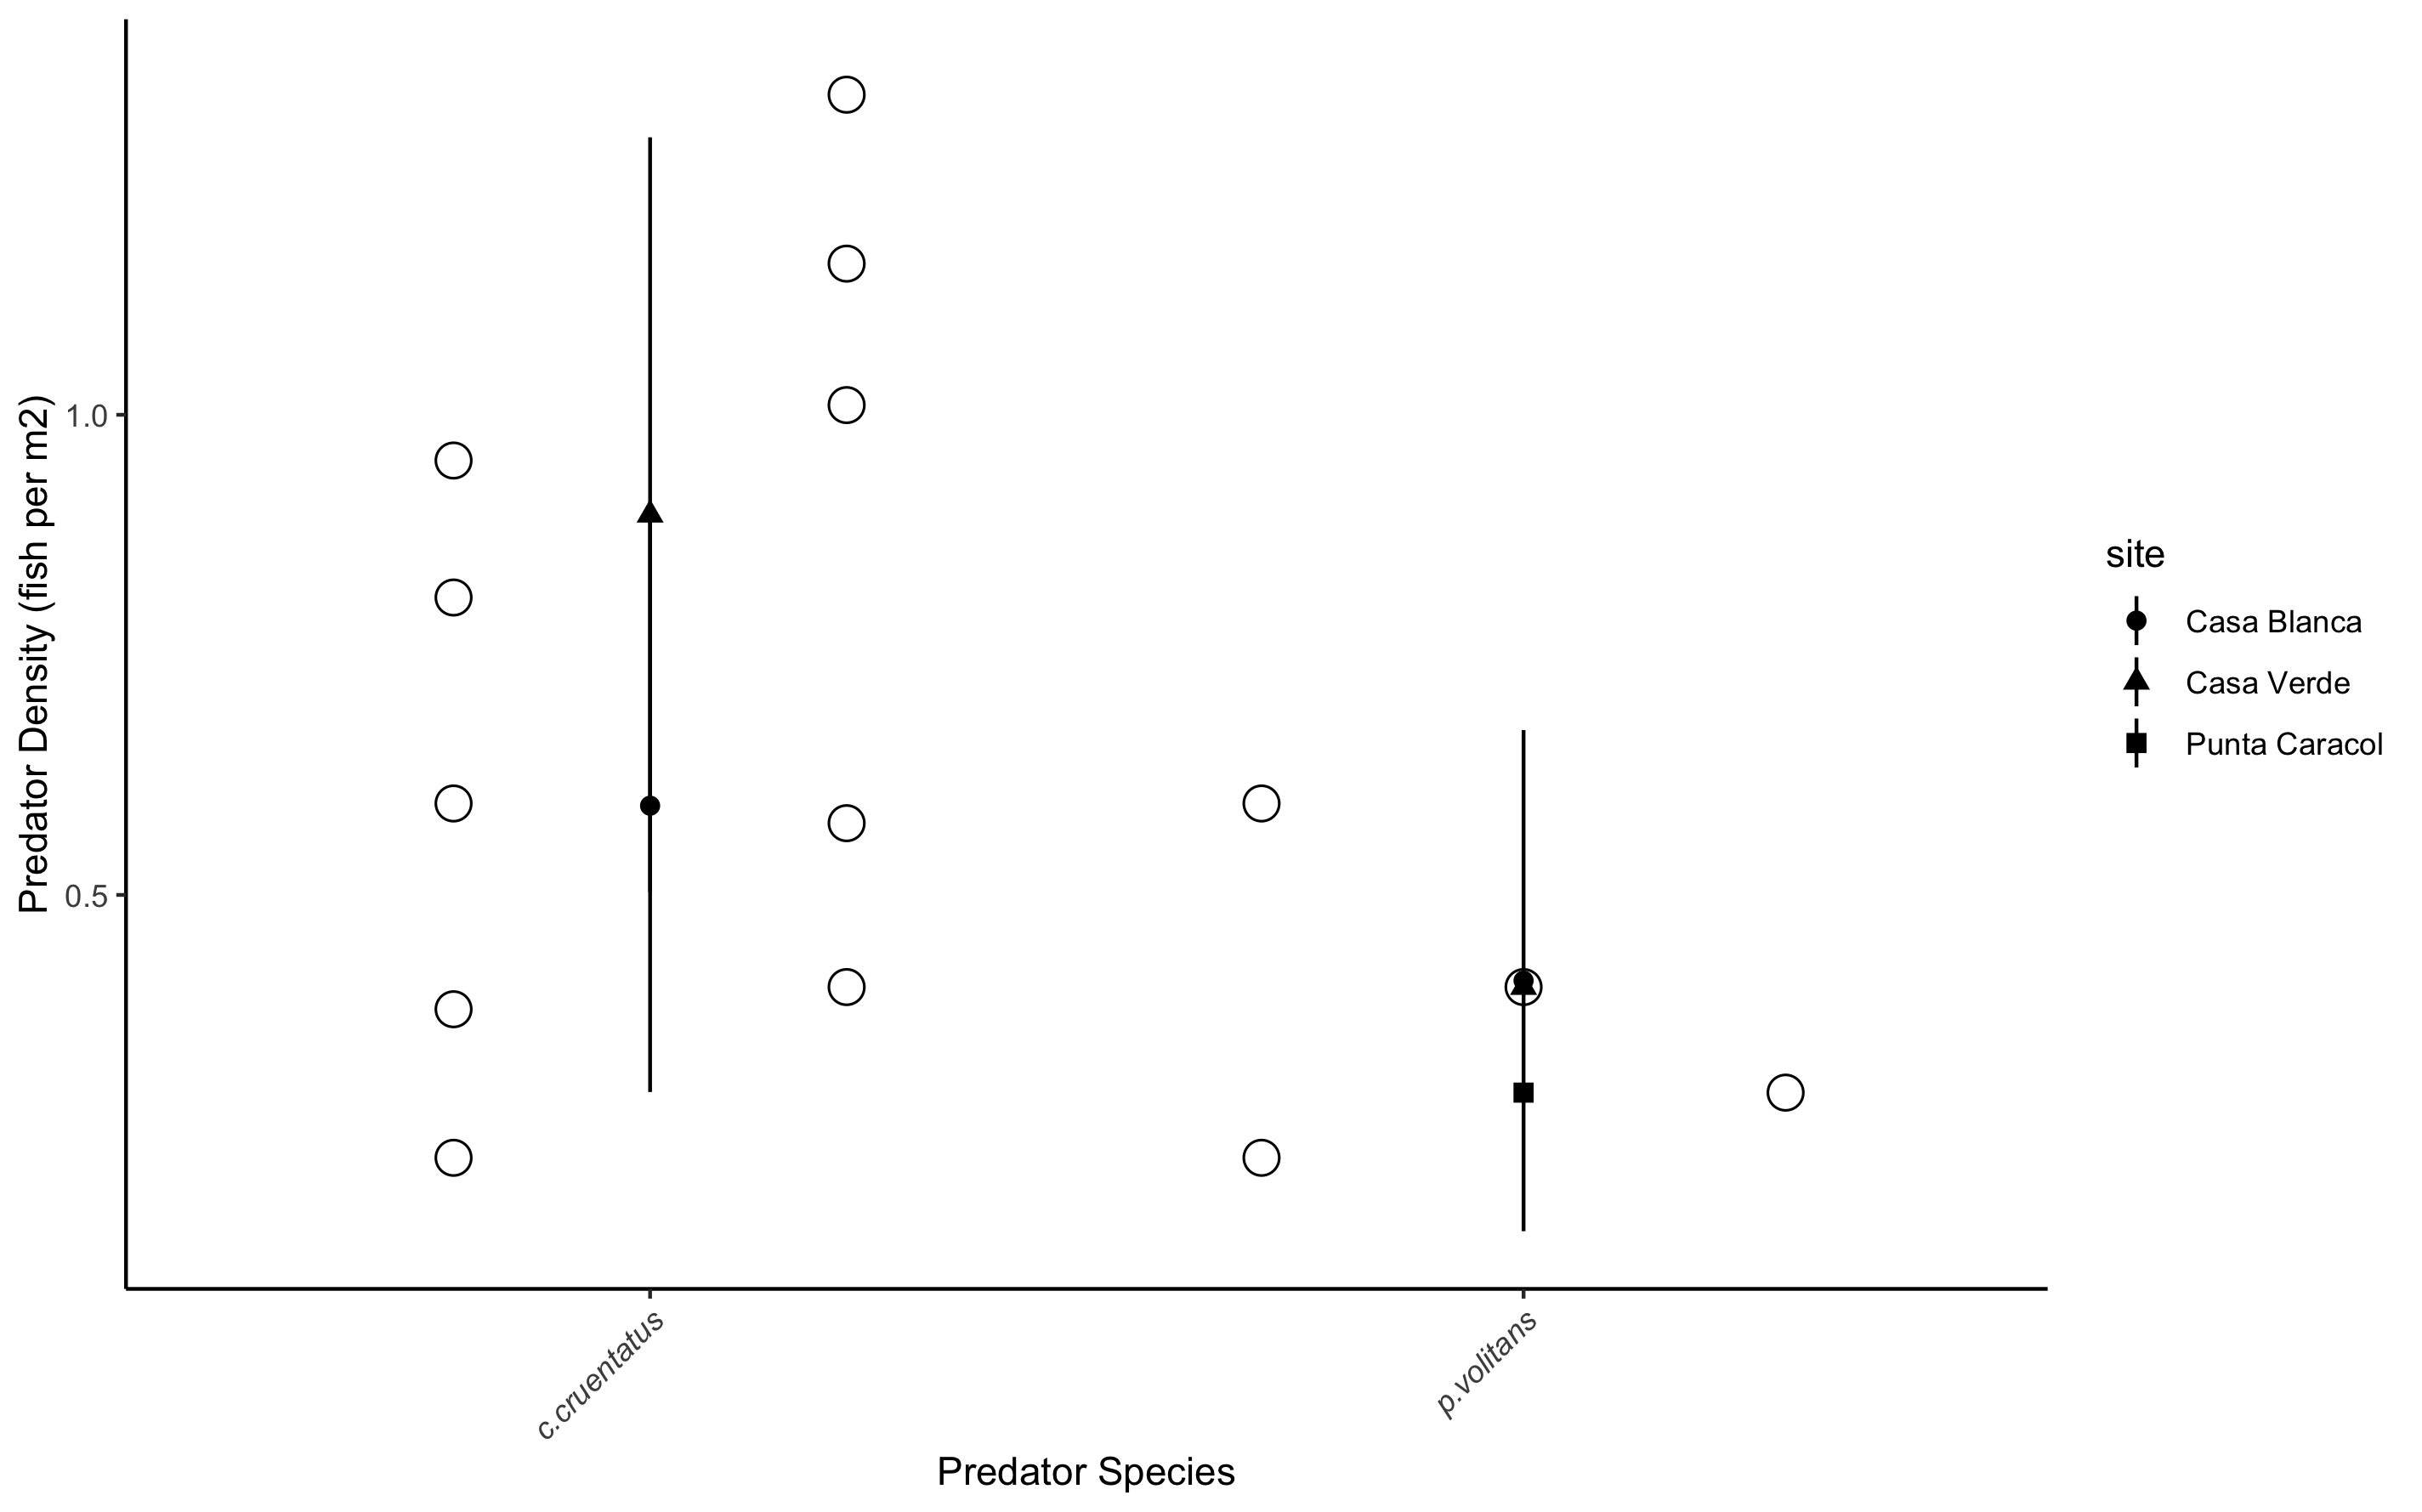 Predator Density (fish per m2)
1.0
0.5
c.cruentatus
p.volitans
Predator Species
site
Casa Blanca
Casa Verde
Punta Caracol